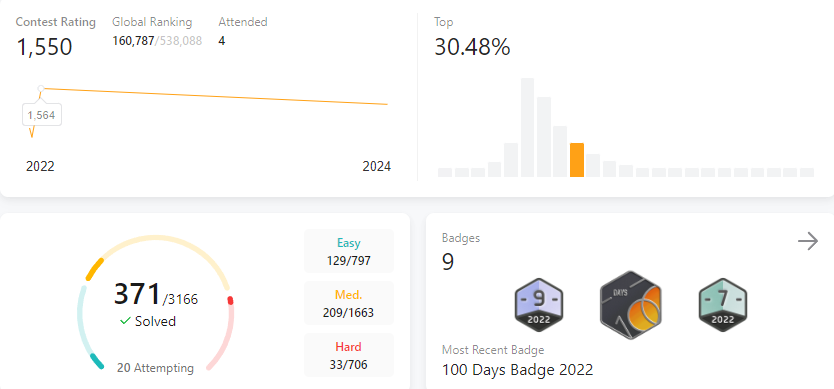 Contest Rating Global Ranking Attended
1,550 160,787/538,088 4
1,564
2022 2024
Top
30.48%
371/3166
Solved
20 Attempting
Easy
129/797
Med.
209/1663
Hard
33/706
Badges
9
9
2022
DAYS
7
2022
Most Recent Badge
100 Days Badge 2022